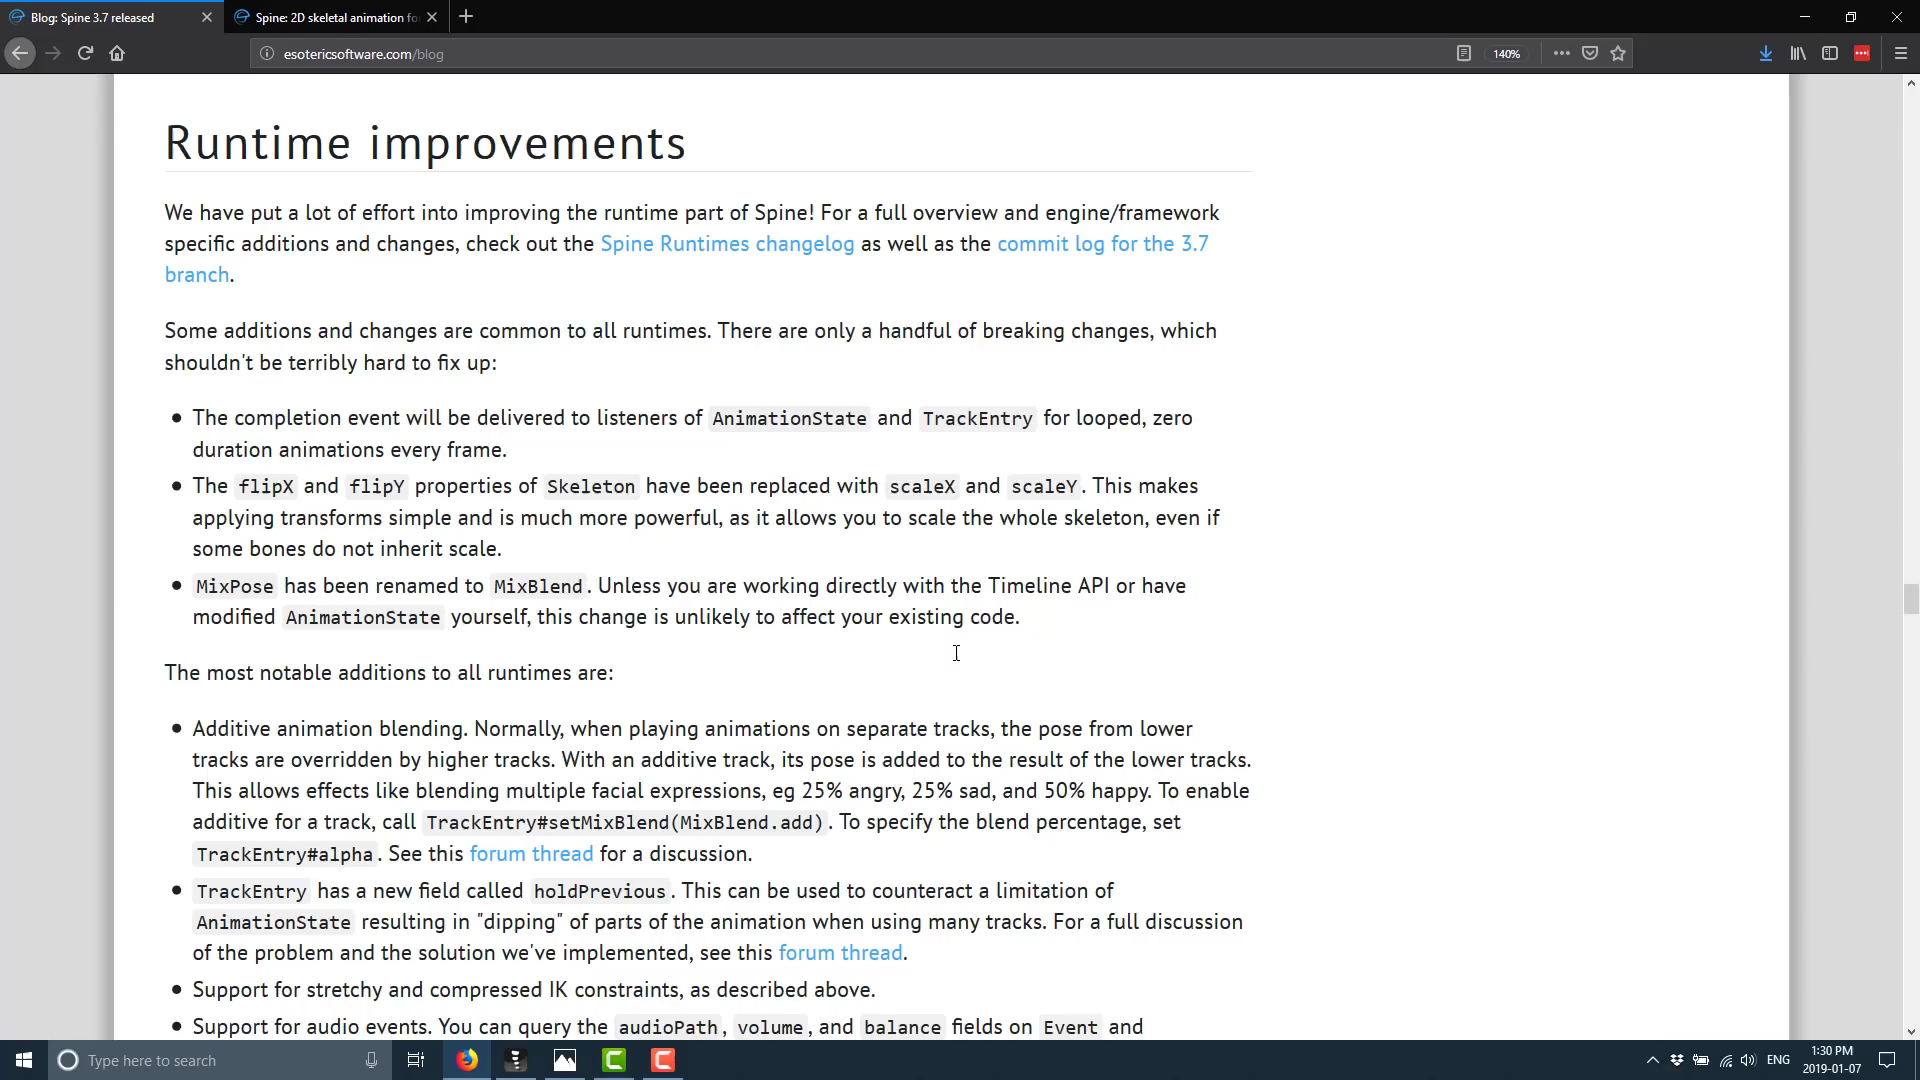 Blog: Spine 3.7 released
Spine: 2D skeletal animation fo
esotericsoftware.com/blog
140%
Runtime improvements
We have put a lot of effort into improving the runtime part of Spine! For a full overview and engine/framework
specific additions and changes, check out the Spine Runtimes changelog as well as the commit log for the 3.7
branch.
Some additions and changes are common to all runtimes. There are only a handful of breaking changes, which
shouldn't be terribly hard to fix up:
• The completion event will be delivered to listeners of AnimationState and TrackEntry for looped, zero
duration animations every frame.
• The flipX and flipY properties of Skeleton have been replaced with scaleX and scaleY. This makes
applying transforms simple and is much more powerful, as it allows you to scale the whole skeleton, even if
some bones do not inherit scale.
• MixPose has been renamed to MixBlend. Unless you are working directly with the Timeline API or have
modified AnimationState yourself, this change is unlikely to affect your existing code.
The most notable additions to all runtimes are:
• Additive animation blending. Normally, when playing animations on separate tracks, the pose from lower
tracks are overridden by higher tracks. With an additive track, its pose is added to the result of the lower tracks.
This allows effects like blending multiple facial expressions, eg 25% angry, 25% sad, and 50% happy. To enable
additive for a track, call TrackEntry#setMixBlend(MixBlend.add). To specify the blend percentage, set
TrackEntry#alpha. See this forum thread for a discussion.
• TrackEntry has a new field called holdPrevious. This can be used to counteract a limitation of
AnimationState resulting in "dipping" of parts of the animation when using many tracks. For a full discussion
of the problem and the solution we've implemented, see this forum thread.
• Support for stretchy and compressed IK constraints, as described above.
• Support for audio events. You can query the audioPath, volume, and balance fields on Event and
Type here to search
ENG
1:30 PM
2019-01-07